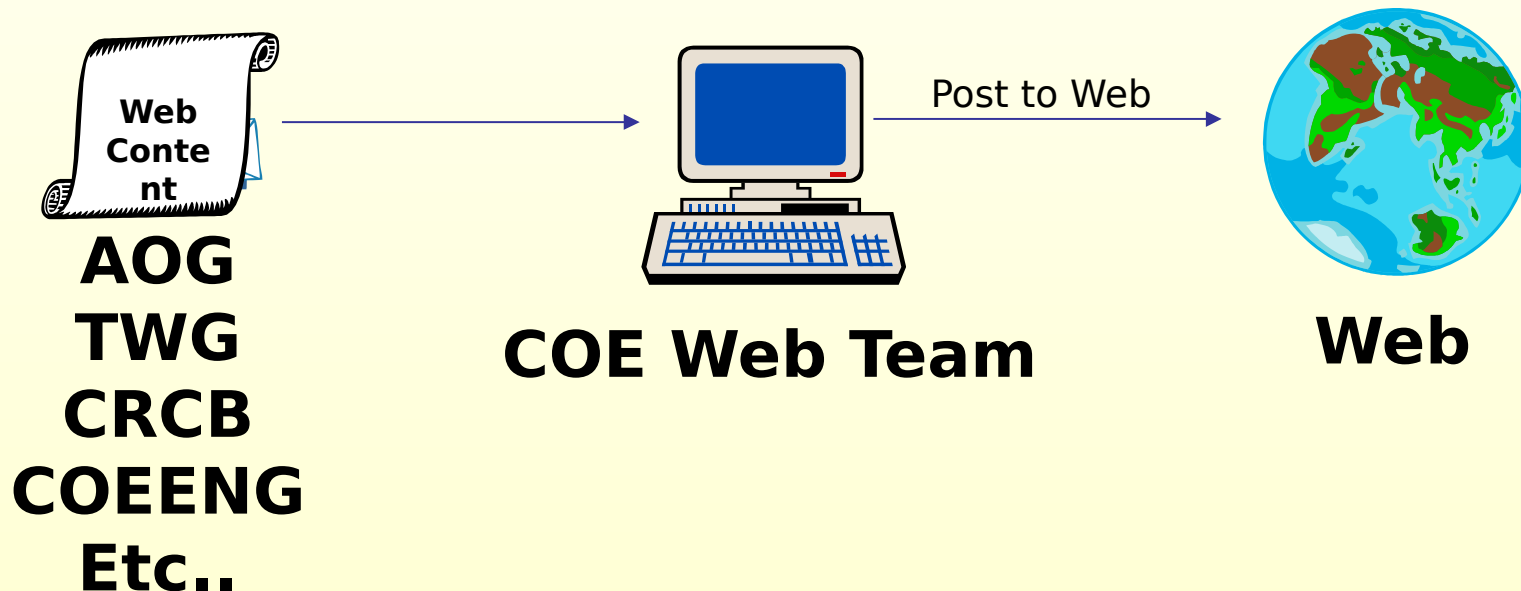 Web
Conte
nt
AOG
TWG
CRCB
COEENG
Etc..
COE Web Team
Post to Web
Web